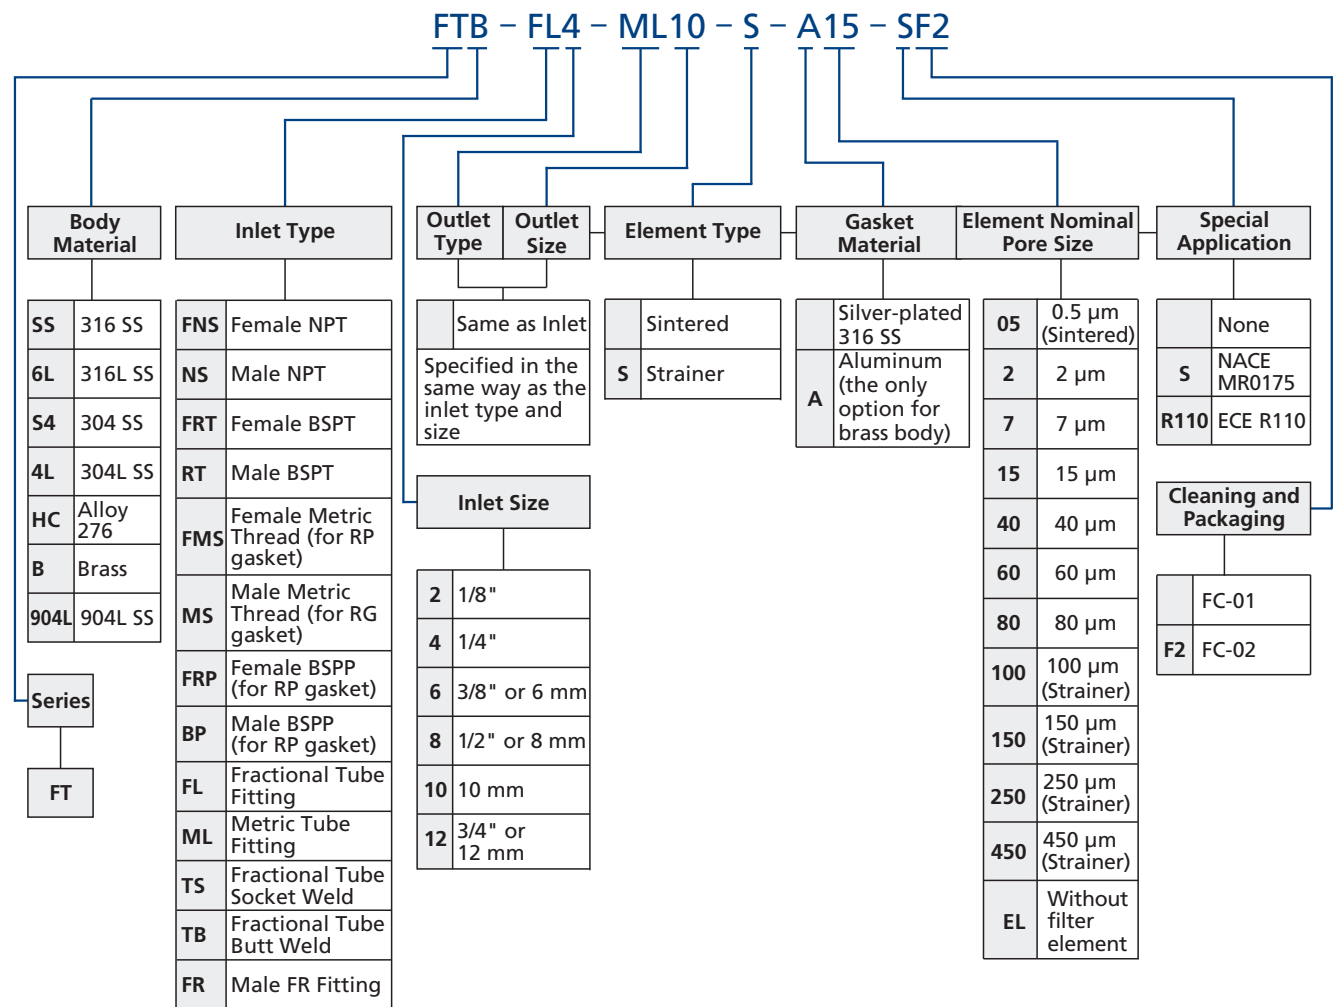 FTB – FL4 – ML10 – S – A15 – SF2
Body
Material
SS 316 SS
6L 316L SS
S4 304 SS
4L 304L SS
HC Alloy
276
B Brass
904L 904L SS
Series
FT
Inlet Type
FNS Female NPT
NS Male NPT
FRT Female BSPT
RT Male BSPT
FMS Female Metric
Thread (for RP
gasket)
MS Male Metric
Thread (for RG
gasket)
FRP Female BSPP
(for RP gasket)
BP Male BSPP
(for RP gasket)
FL Fractional Tube
Fitting
ML Metric Tube
Fitting
TS Fractional Tube
Socket Weld
TB Fractional Tube
Butt Weld
FR Male FR Fitting
Outlet
Type
Outlet
Size
Same as Inlet
Specified in the
same way as the
inlet type and
size
Inlet Size
2 1/8"
4 1/4"
6 3/8" or 6 mm
8 1/2" or 8 mm
10 10 mm
12 3/4" or
12 mm
Element Type
Sintered
S Strainer
Gasket
Material
Silver-plated
316 SS
A Aluminum
(the only
option for
brass body)
Element Nominal
Pore Size
05 0.5 µm
(Sintered)
2 2 µm
7 7 µm
15 15 µm
40 40 µm
60 60 µm
80 80 µm
100 100 µm
(Strainer)
150 150 µm
(Strainer)
250 250 µm
(Strainer)
450 450 µm
(Strainer)
EL Without
filter
element
Special
Application
None
S NACE
MR0175
R110 ECE R110
Cleaning and
Packaging
FC-01
F2 FC-02